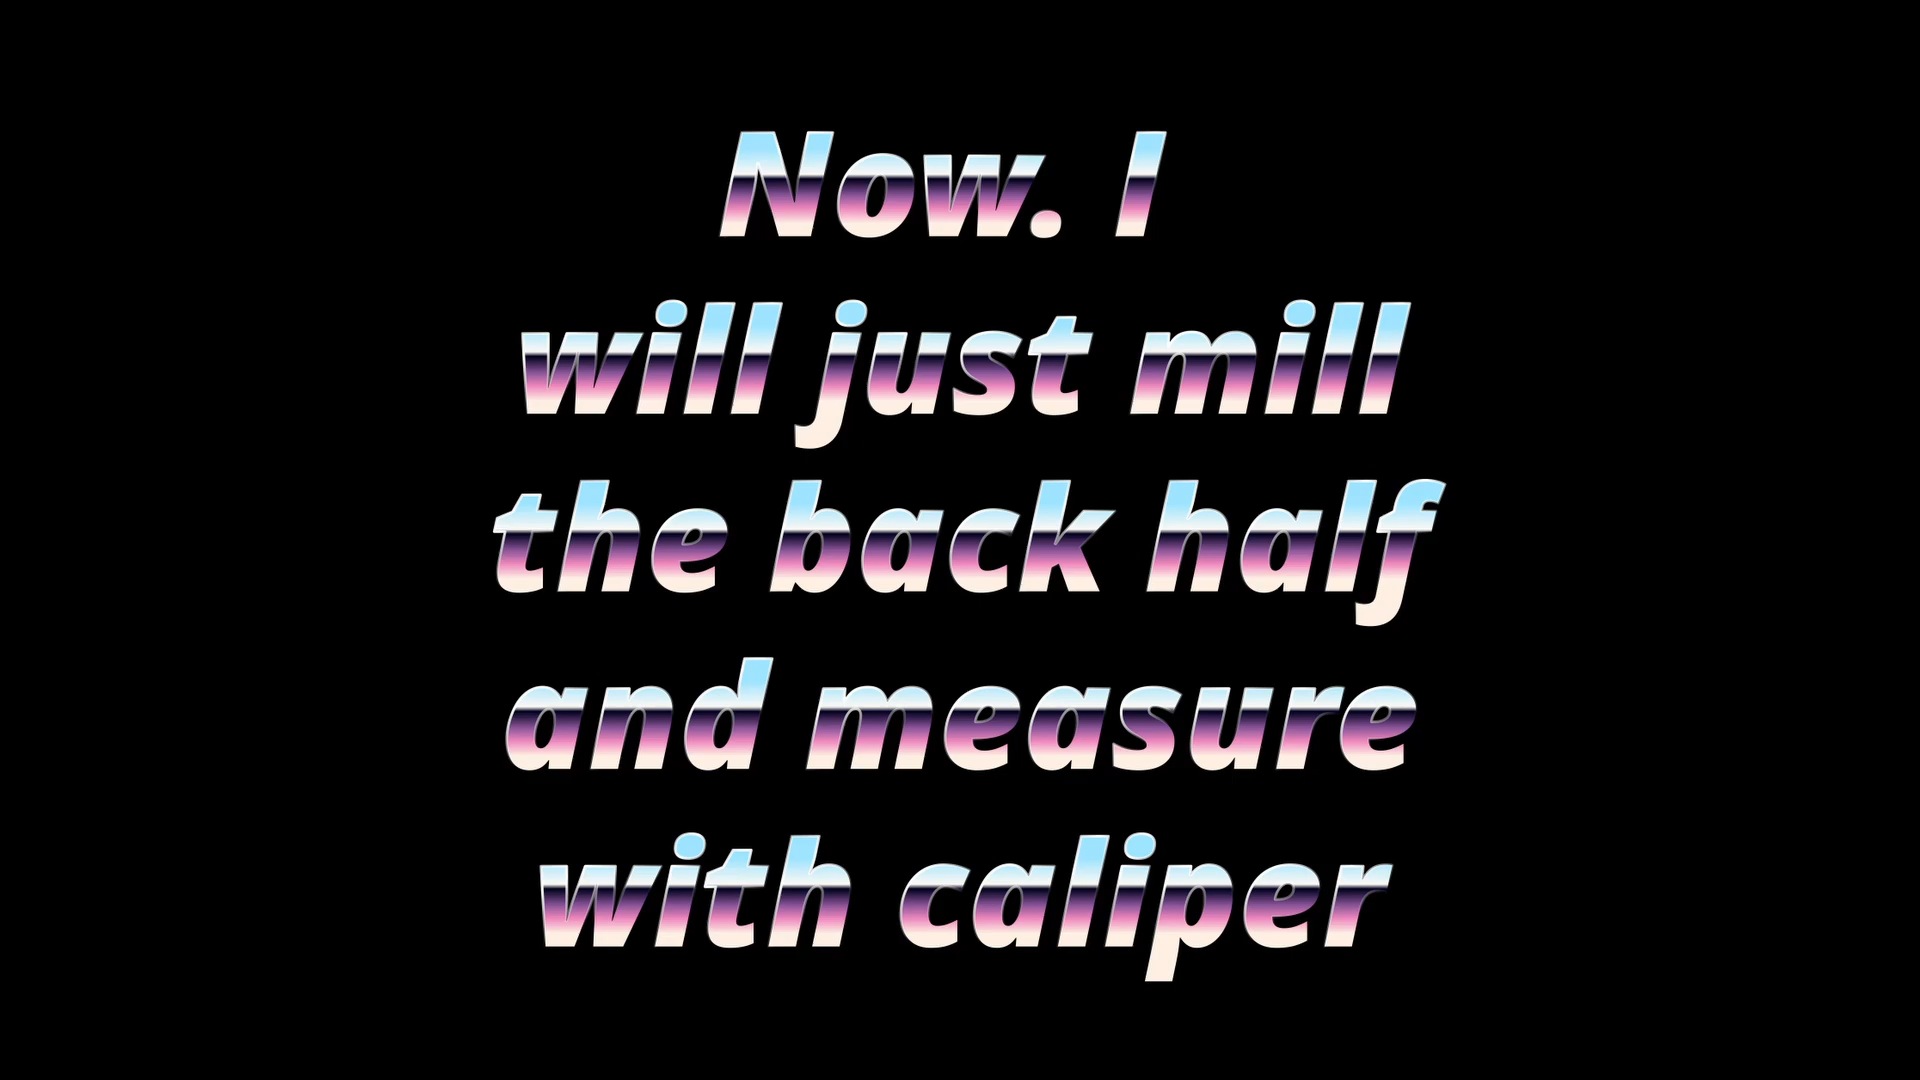 Now. I
will just mill
the back half
and measure
with caliper